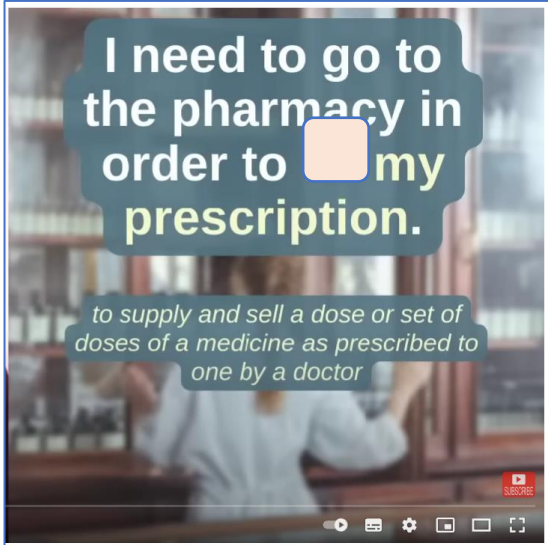 I need to go to
the pharmacy in
order to my
prescription.
to supply and sell a dose or set of
doses of a medicine as prescribed to
one by a doctor
SUBSCRIBE